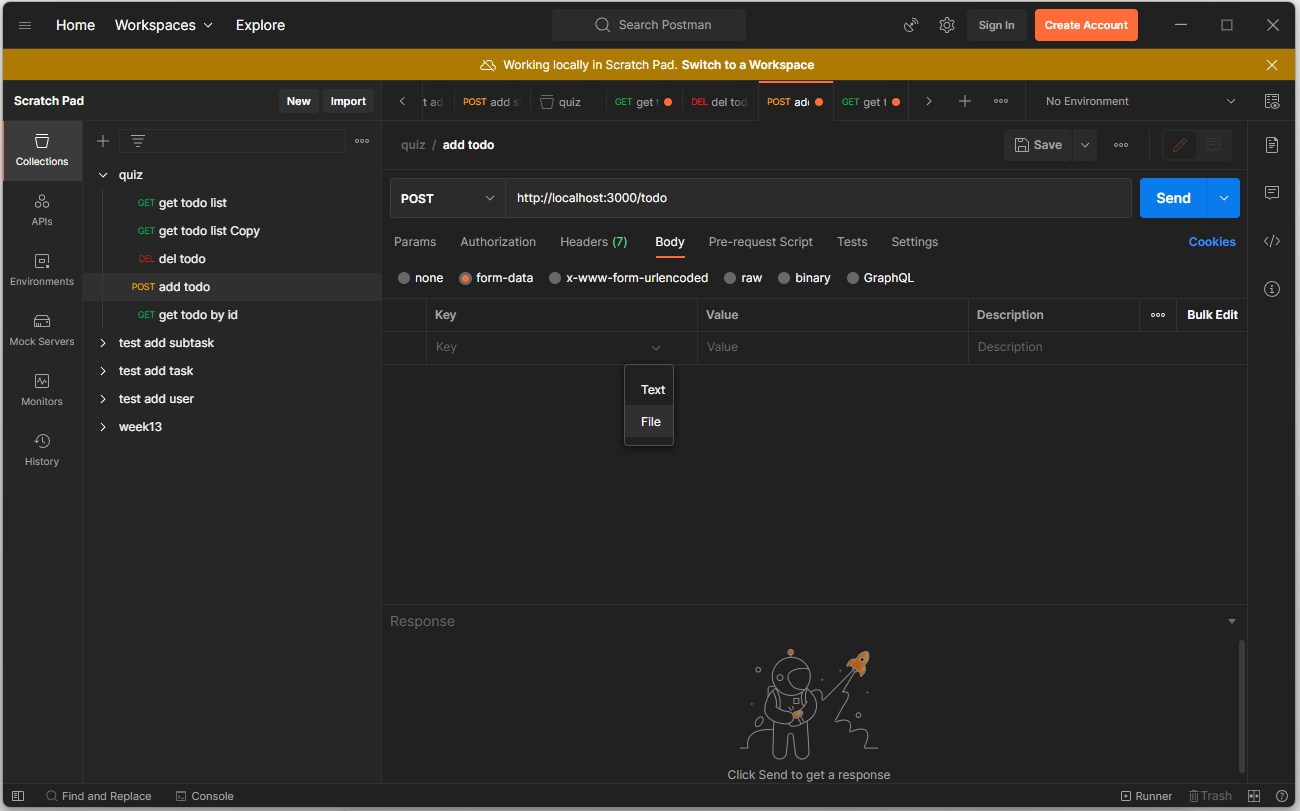 Home Workspaces Explore Search Postman Sign In Create Account
Working locally in Scratch Pad. Switch to a Workspace
Scratch Pad New Import
t ad POST add s quiz GET get t DEL del tod POST add GET get t No Environment
Collections
APIs
Environments
Mock Servers
Monitors
History
quiz
GET get todo list
GET get todo list Copy
DEL del todo
POST add todo
GET get todo by id
test add subtask
test add task
test add user
week13
quiz / add todo Save
POST http://localhost:3000/todo Send
Params Authorization Headers (7) Body Pre-request Script Tests Settings Cookies
none form-data x-www-form-urlencoded raw binary GraphQL
Key Value Description Bulk Edit
Key Value Description
Text
File
Response
Click Send to get a response
Find and Replace Console Runner Trash